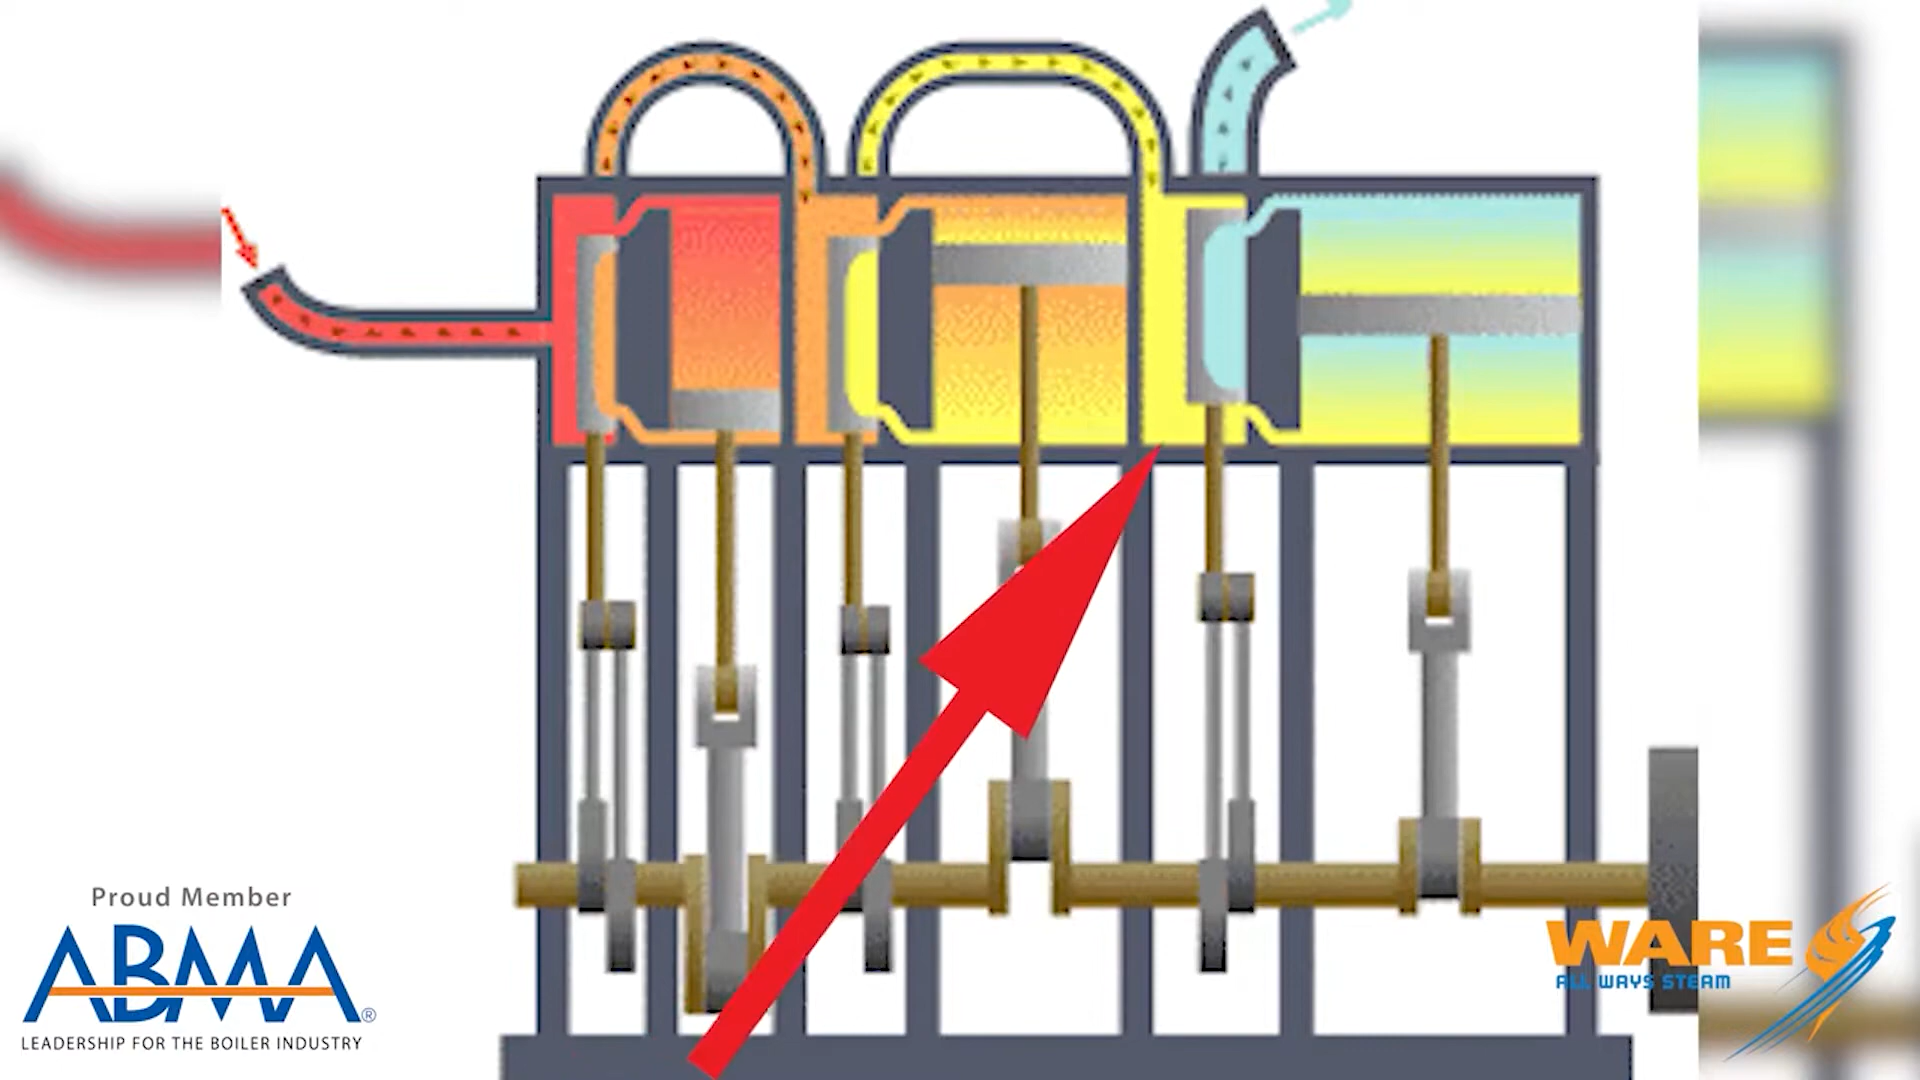 Proud Member
ABMA®
LEADERSHIP FOR THE BOILER INDUSTRY
WARE
ALL WAYS STEAM